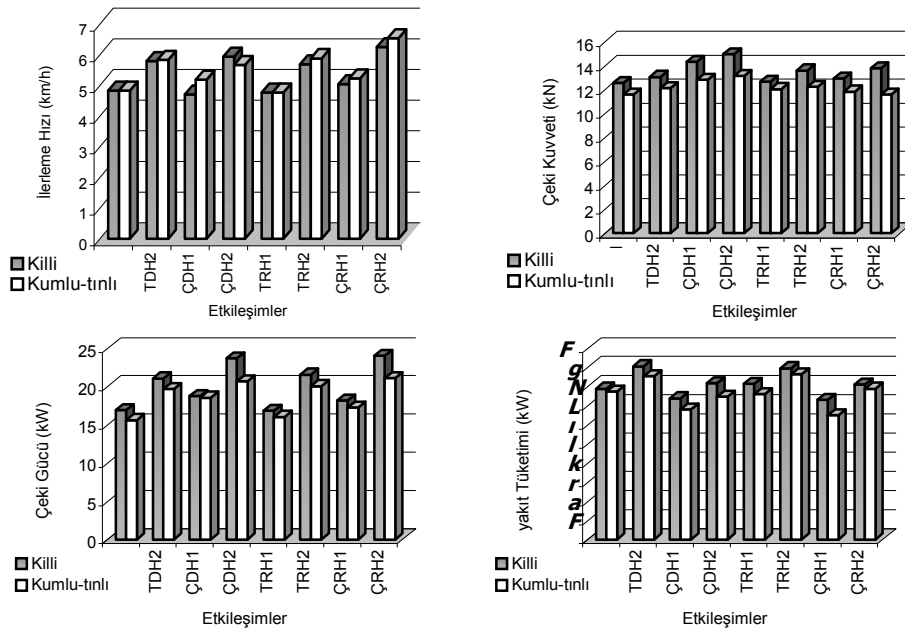 İlerleme Hızı (km/h)
7
6
5
4
3
2
1
0
TDH2
ÇDH1
ÇDH2
TRH1
TRH2
ÇRH1
ÇRH2
Killi
Kumlu-tınlı
Etkileşimler
Çeki Kuvveti (kN)
16
14
12
10
8
6
4
2
0
TDH2
ÇDH1
ÇDH2
TRH1
TRH2
ÇRH1
ÇRH2
Killi
Kumlu-tınlı
Etkileşimler
Çeki Gücü (kW)
25
20
15
10
5
0
TDH2
ÇDH1
ÇDH2
TRH1
TRH2
ÇRH1
ÇRH2
Killi
Kumlu-tınlı
Etkileşimler
yakıt Tüketimi (kW)
F
g
N
L
ı
l
k
r
a
F
TDH2
ÇDH1
ÇDH2
TRH1
TRH2
ÇRH1
ÇRH2
Killi
Kumlu-tınlı
Etkileşimler